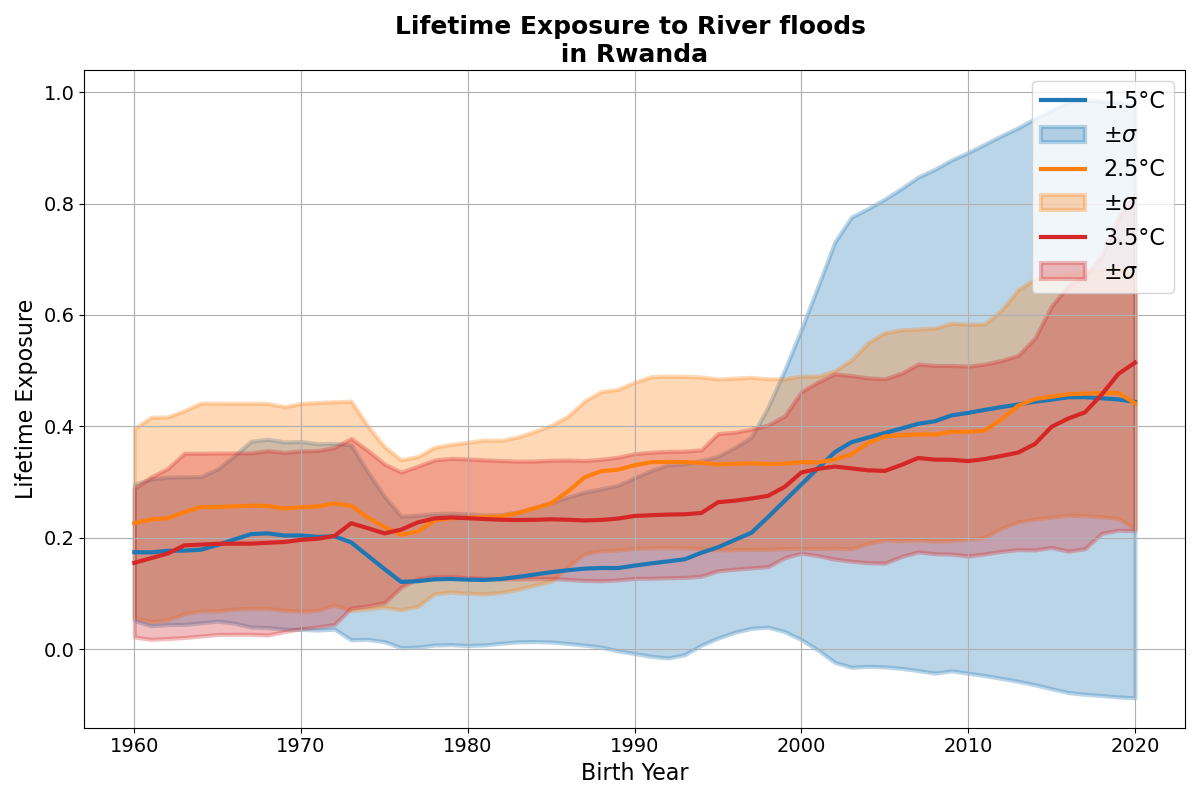 Lifetime Exposure to River floods
in Rwanda
1.0
0.8
0.6
0.4
0.2
0.0
Lifetime Exposure
1960
1970
1980
1990
2000
2010
2020
Birth Year
1.5°C
±σ
2.5°C
±σ
3.5°C
±σ